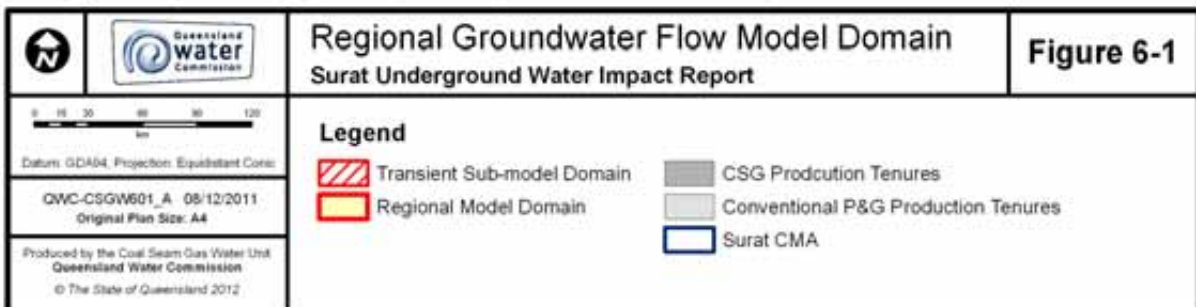 Queensland
water
Commission
Regional Groundwater Flow Model Domain
Surat Underground Water Impact Report
Figure 6-1
N
0 15 30 60 90 120
km
Datum: GDA94, Projection: Equidistant Conic
QWC-CSGW601_A 08/12/2011
Original Plan Size: A4
Produced by the Coal Seam Gas Water Unit
Queensland Water Commission
© The State of Queensland 2012
Legend
Transient Sub-model Domain
Regional Model Domain
CSG Prodcution Tenures
Conventional P&G Production Tenures
Surat CMA